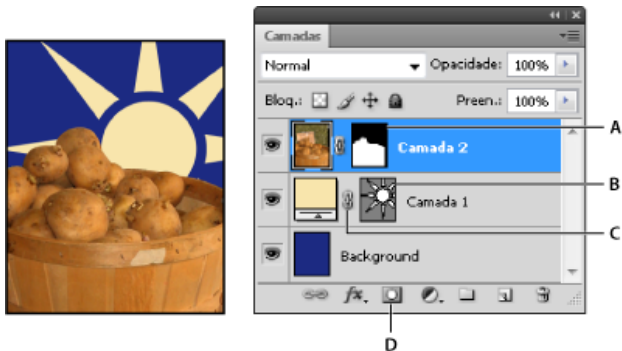 Camadas
Normal Opacidade: 100%
Bloq.: Preen.: 100%
A
Camada 2
B
Camada 1
C
Background
fx.
D